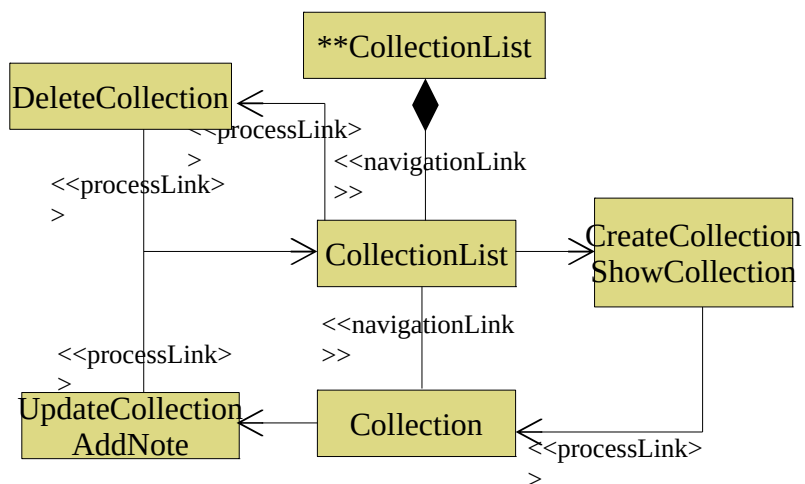 **CollectionList
DeleteCollection
<<processLink>
>
<<navigationLink
>>
<<processLink>
>
CollectionList
CreateCollection
ShowCollection
<<navigationLink
>>
<<processLink>
>
UpdateCollection
AddNote
Collection
<<processLink>
>